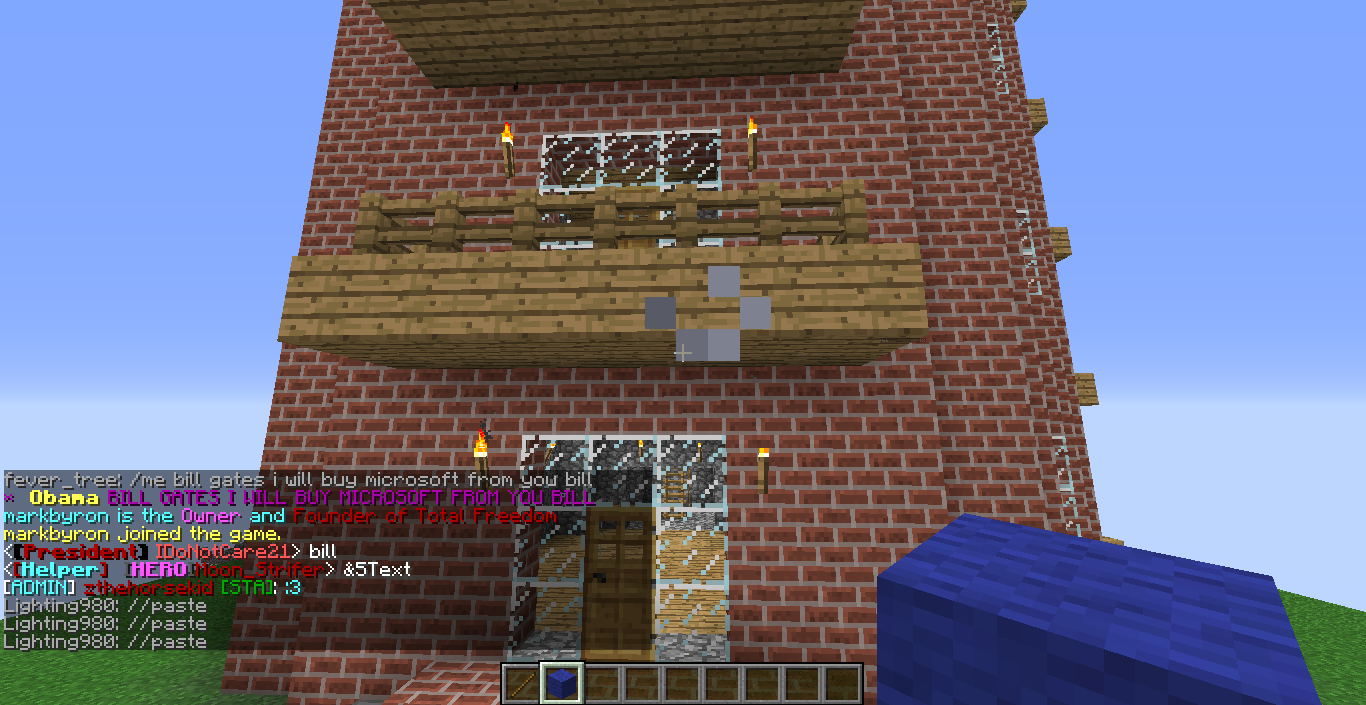 fever_tree: /me bill gates i will buy microsoft from you bill
* Obama BILL GATES I WILL BUY MICROSOFT FROM YOU BILL
markbyron is the Owner and Founder of Total Freedom
markbyron joined the game.
<[President] IDoNotCare21> bill
<[Helper] [HERO Moon_Strifer> &5Text
[ADMIN] zthehorsekid [STA]: :3
Lighting980: //paste
Lighting980: //paste
Lighting980: //paste